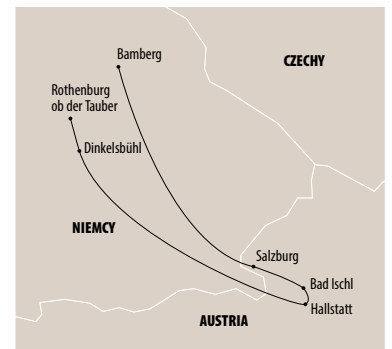 Bamberg
CZECHY
Rothenburg
ob der Tauber
Dinkelsbühl
NIEMCY
Salzburg
Bad Ischl
Hallstatt
AUSTRIA